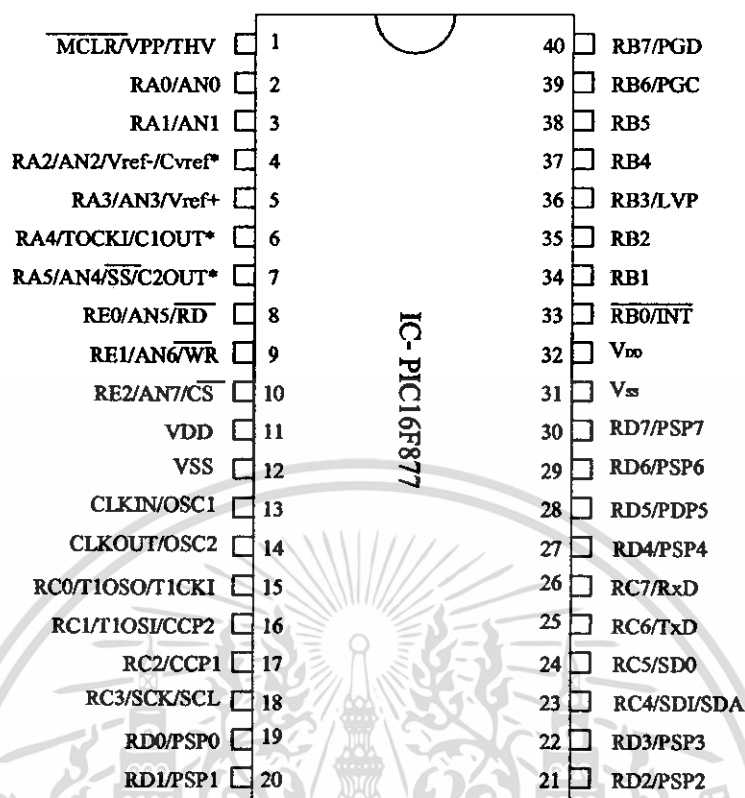 MCLR/VPP/THV 1 40 RB7/PGD
RA0/AN0 2 39 RB6/PGC
RA1/AN1 3 38 RB5
RA2/AN2/Vref-/Cvref* 4 37 RB4
RA3/AN3/Vref+ 5 36 RB3/LVP
RA4/TOCKI/C1OUT* 6 35 RB2
RA5/AN4/SS/C2OUT* 7 34 RB1
RE0/AN5/RD 8 33 RB0/INT
RE1/AN6/WR 9 32 VDD
RE2/AN7/CS 10 31 Vss
VDD 11 30 RD7/PSP7
VSS 12 29 RD6/PSP6
CLKIN/OSC1 13 28 RD5/PDP5
CLKOUT/OSC2 14 27 RD4/PSP4
RC0/T1OSO/T1CKI 15 26 RC7/RxD
RC1/T1OSI/CCP2 16 25 RC6/TxD
RC2/CCP1 17 24 RC5/SD0
RC3/SCK/SCL 18 23 RC4/SDI/SDA
RD0/PSP0 19 22 RD3/PSP3
RD1/PSP1 20 21 RD2/PSP2
IC- PIC16F877